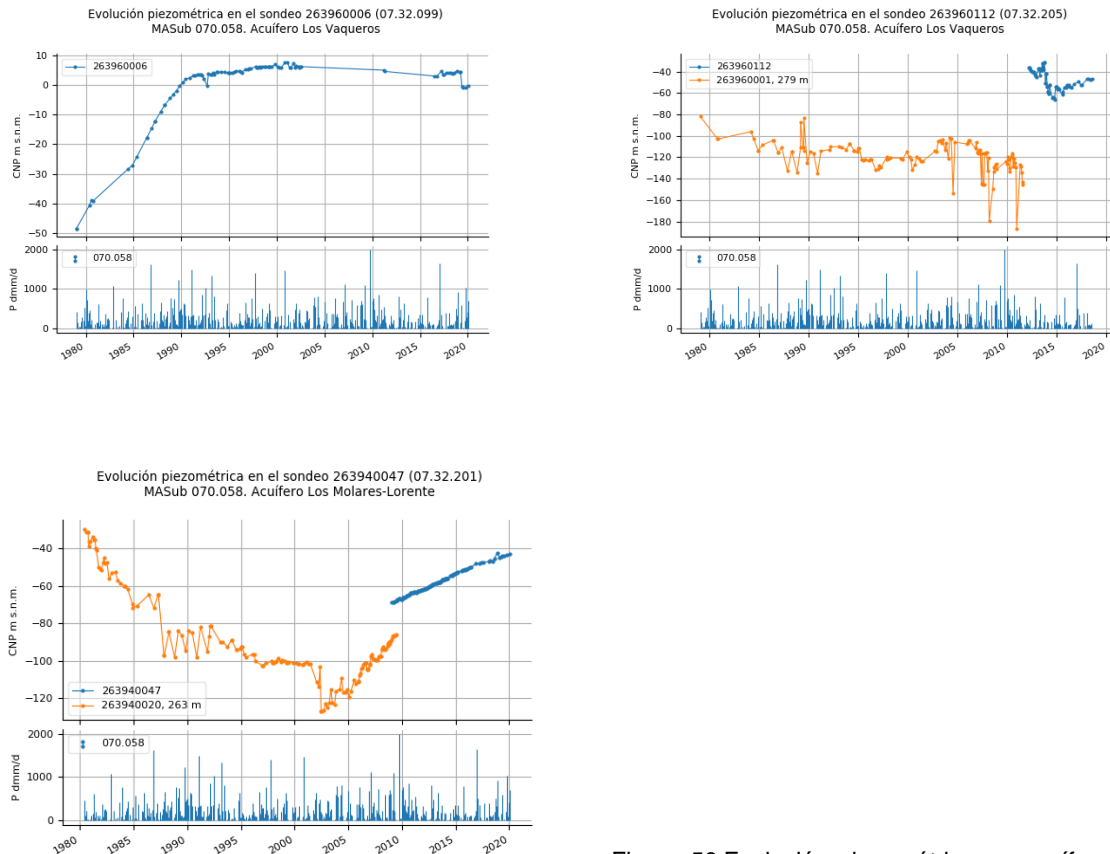 Evolución piezométrica en el sondeo 263960006 (07.32.099)
MASub 070.058. Acuífero Los Vaqueros
263960006
CNP m s.n.m.
10
0
−10
−20
−30
−40
−50
070.058
P dmm/d
2000
1000
0
1980 1985 1990 1995 2000 2005 2010 2015 2020
Evolución piezométrica en el sondeo 263960112 (07.32.205)
MASub 070.058. Acuífero Los Vaqueros
263960112
263960001, 279 m
CNP m s.n.m.
−40
−60
−80
−100
−120
−140
−160
−180
070.058
P dmm/d
2000
1000
0
1980 1985 1990 1995 2000 2005 2010 2015 2020
Evolución piezométrica en el sondeo 263940047 (07.32.201)
MASub 070.058. Acuífero Los Molares-Lorente
CNP m s.n.m.
−40
−60
−80
−100
−120
263940047
263940020, 263 m
070.058
P dmm/d
2000
1000
0
1980 1985 1990 1995 2000 2005 2010 2015 2020